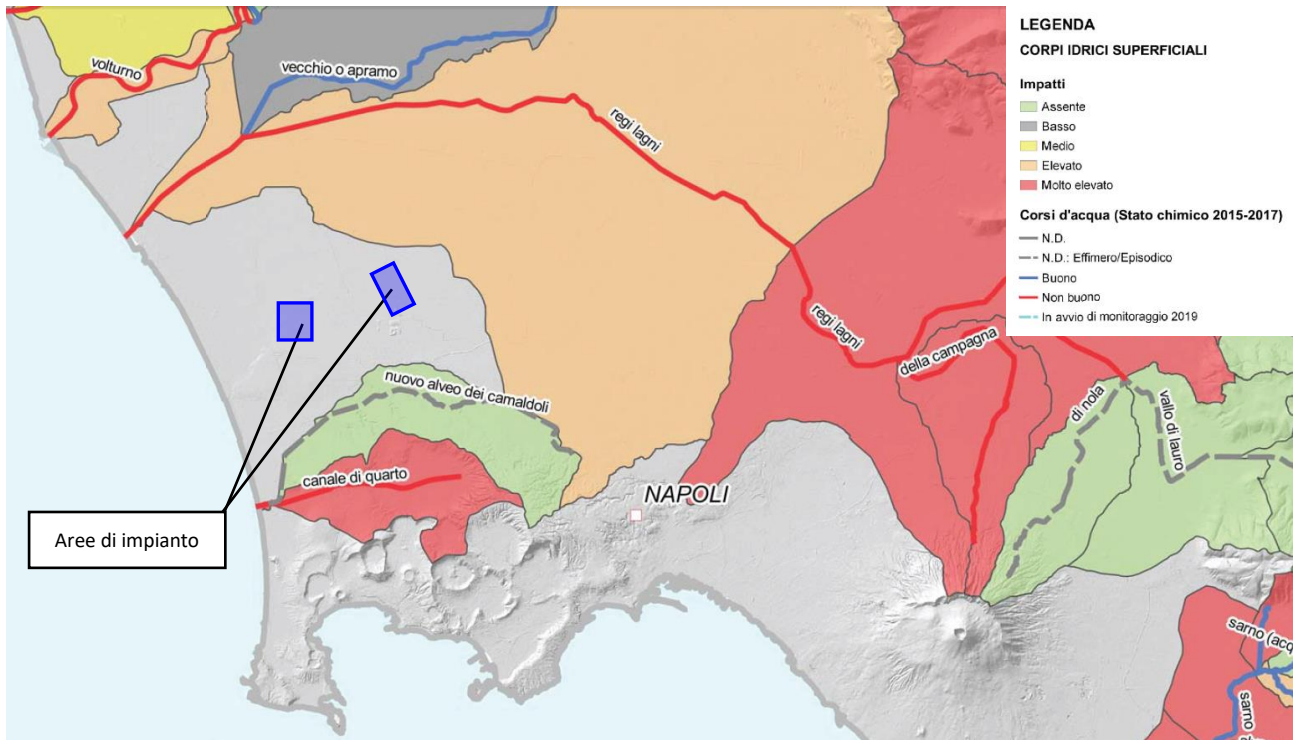 LEGENDA
CORPI IDRICI SUPERFICIALI
Impatti
Assente
Basso
Medio
Elevato
Molto elevato
Corsi d'acqua (Stato chimico 2015-2017)
N.D.
N.D.: Effimero/Episodico
Buono
Non buono
In avvio di monitoraggio 2019
volturno
vecchio o apramo
regi lagni
regi lagni
della campagna
nuovo alveo dei camaldoli
di nola
vallo di lauro
canale di quarto
NAPOLI
Aree di impianto
sarno (acq
sarno